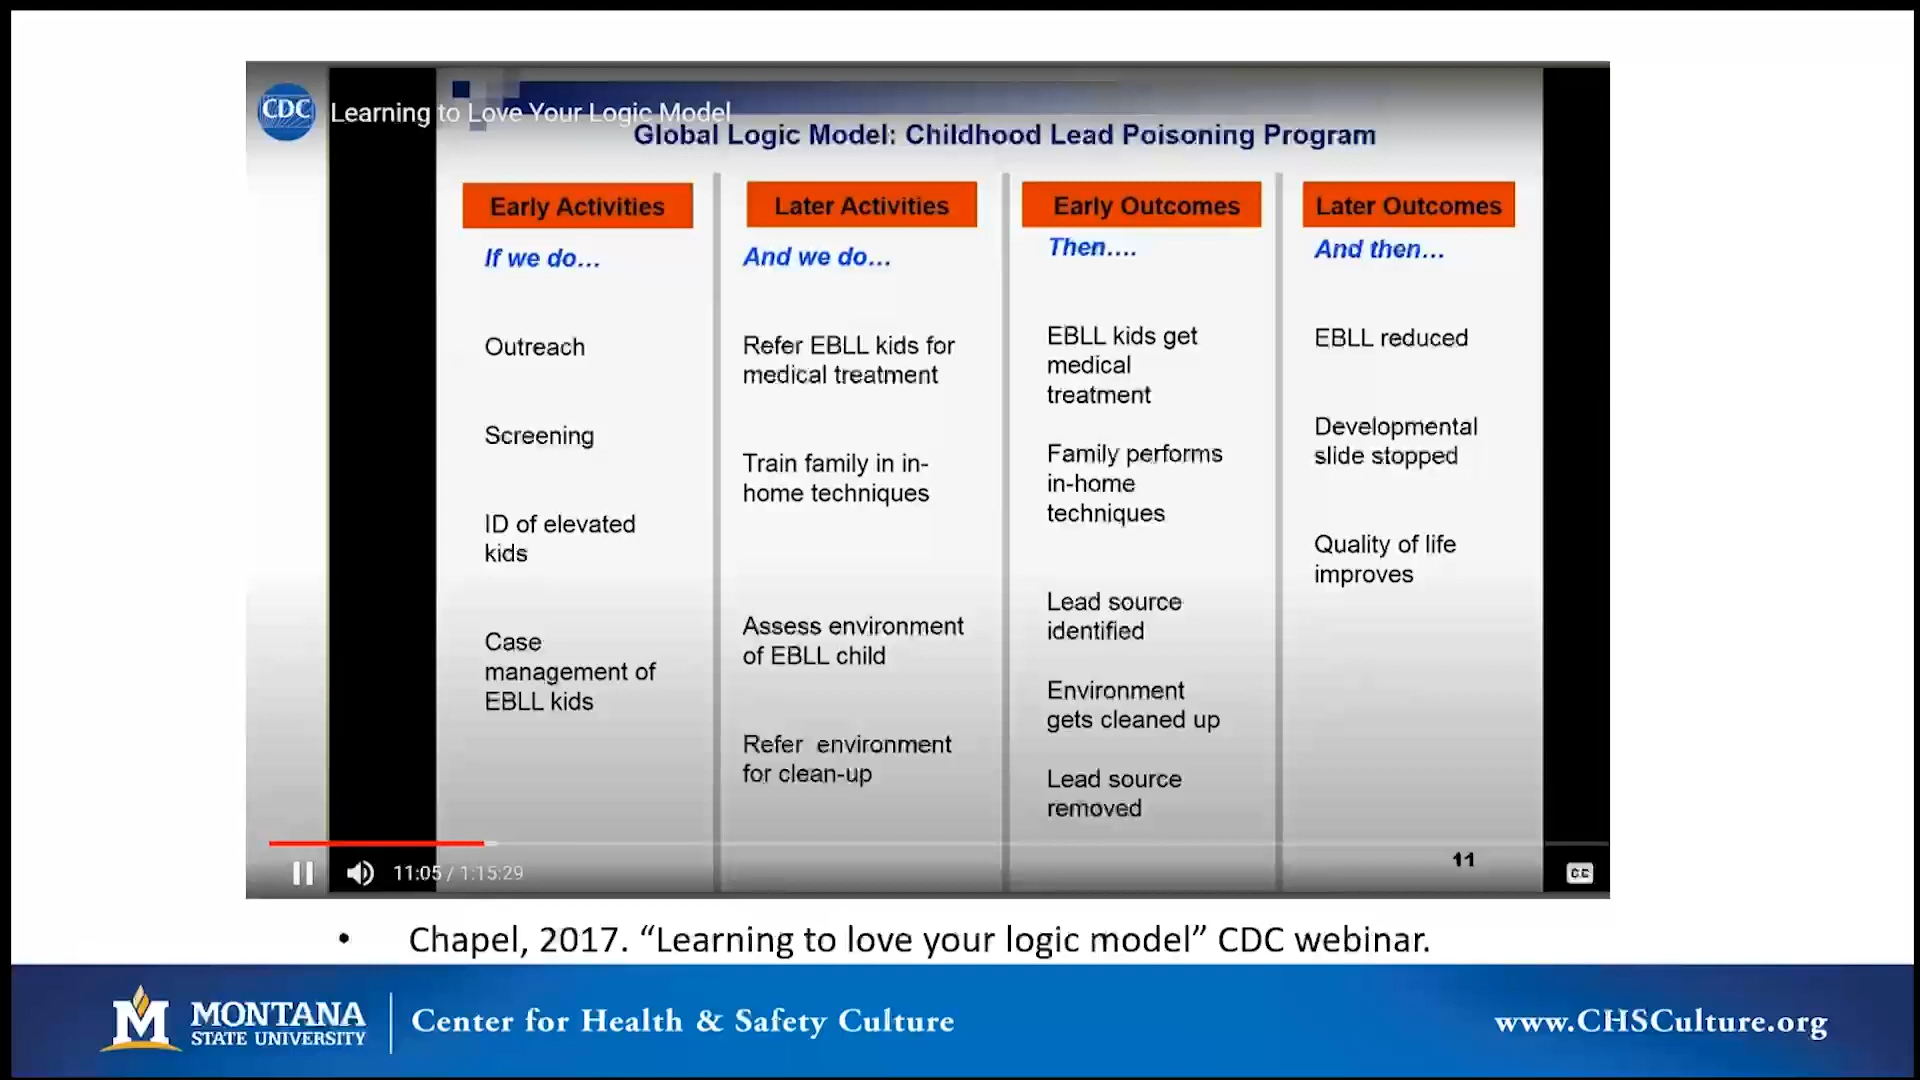 CDC
Learning to Love Your Logic Model
Global Logic Model: Childhood Lead Poisoning Program
Early Activities
If we do...
Outreach
Screening
ID of elevated
kids
Case
management of
EBLL kids
Later Activities
And we do...
Refer EBLL kids for
medical treatment
Train family in in-
home techniques
Assess environment
of EBLL child
Refer environment
for clean-up
Early Outcomes
Then....
EBLL kids get
medical
treatment
Family performs
in-home
techniques
Lead source
identified
Environment
gets cleaned up
Lead source
removed
Later Outcomes
And then...
EBLL reduced
Developmental
slide stopped
Quality of life
improves
11
11:05 / 1:15:29
CC
• Chapel, 2017. “Learning to love your logic model” CDC webinar.
M
MONTANA
STATE UNIVERSITY
Center for Health & Safety Culture
www.CHSCulture.org